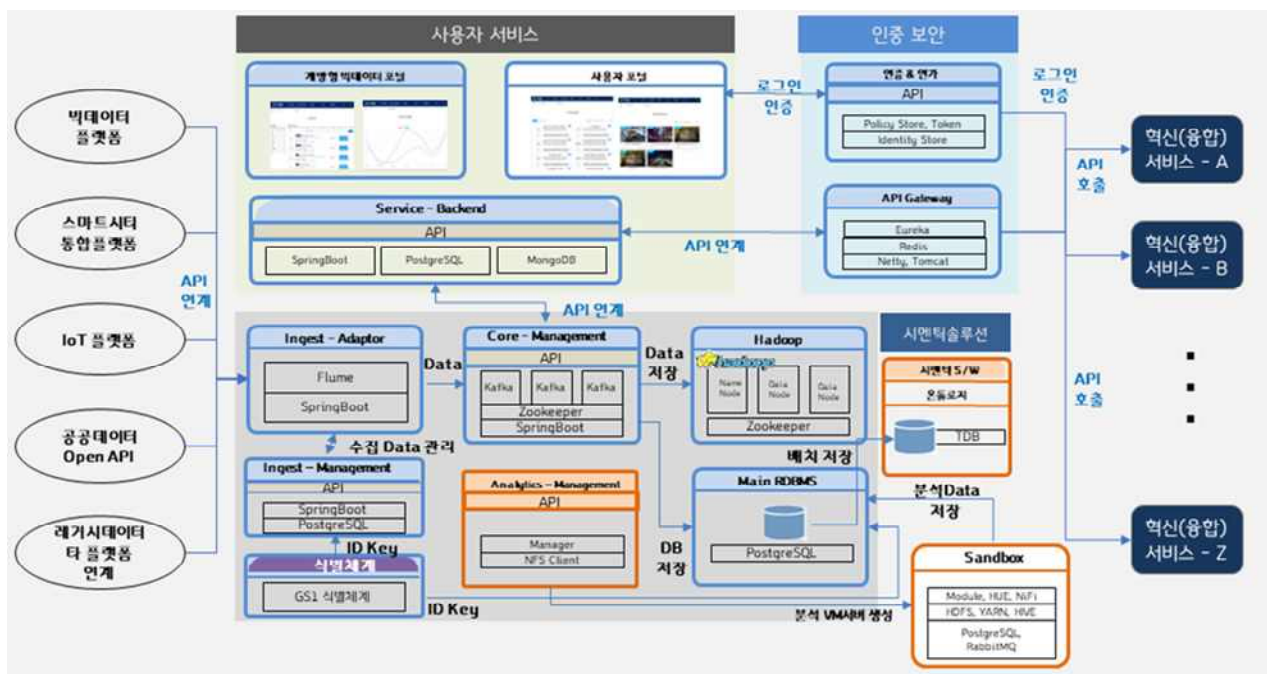 사용자 서비스
인증 보안
개방형 빅데이터 포털
사용자 포털
로그인
인증
인증 & 인가
API
Policy Store, Token
Identity Store
로그인
인증
빅데이터
플랫폼
스마트시티
통합플랫폼
IoT 플랫폼
공공데이터
Open API
레거시데이터
타 플랫폼
연계
API
연계
Service - Backend
API
SpringBoot
PostgreSQL
MongoDB
API 연계
API Gateway
Eureka
Redis
Netty, Tomcat
API
호출
혁신(융합)
서비스 - A
혁신(융합)
서비스 - B
혁신(융합)
서비스 - Z
API
호출
API 연계
Ingest - Adaptor
Flume
SpringBoot
Data
Core - Management
API
Kafka
Kafka
Kafka
Zookeeper
SpringBoot
Data
저장
Hadoop
hadoop
Name
Node
Data
Node
Data
Node
Zookeeper
시멘틱솔루션
시멘틱 S/W
온톨로지
TDB
수집 Data 관리
배치 저장
Ingest - Management
API
SpringBoot
PostgreSQL
ID Key
식별체계
GS1 식별체계
ID Key
Analytics - Management
API
Manager
NFS Client
DB
저장
Main RDBMS
PostgreSQL
분석Data
저장
분석 VM서버 생성
Sandbox
Module, HUE, NiFi
HDFS, YARN, HIVE
PostgreSQL,
RabbitMQ